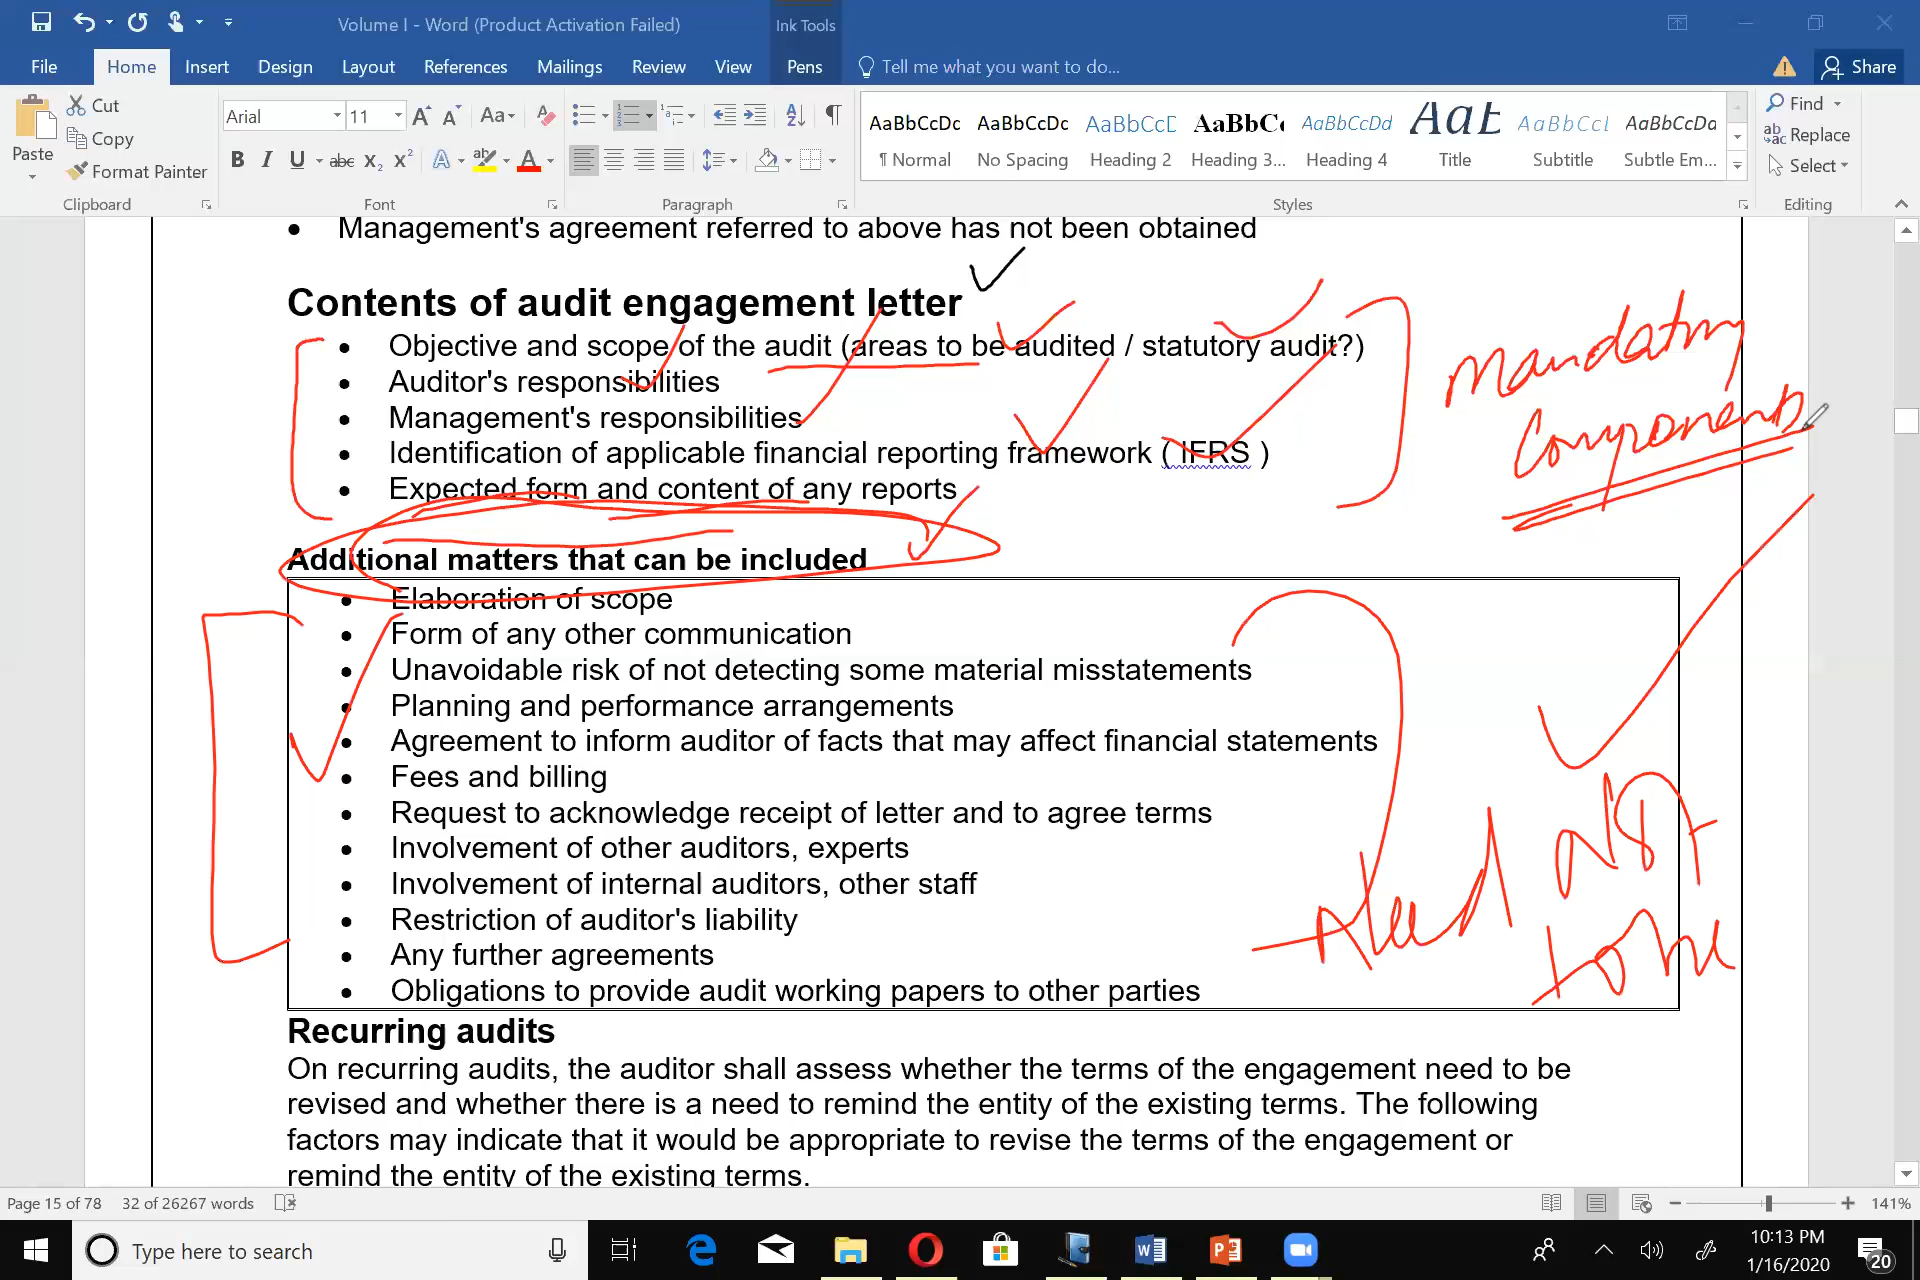 Volume I - Word (Product Activation Failed)
Ink Tools
File
Home
Insert
Design
Layout
References
Mailings
Review
View
Pens
Tell me what you want to do...
Share
Paste
Cut
Copy
Format Painter
Clipboard
Arial
11
Font
Paragraph
AaBbCcDc
AaBbCcDc
AaBbCcD
AaBbCc
AaBbCcDd
AaB
AaBbCcD
AaBbCcDd
¶ Normal
No Spacing
Heading 2
Heading 3...
Heading 4
Title
Subtitle
Subtle Em...
Styles
Find
Replace
Select
Editing
• Management's agreement referred to above has not been obtained
Contents of audit engagement letter
• Objective and scope of the audit (areas to be audited / statutory audit?)
• Auditor's responsibilities
• Management's responsibilities
• Identification of applicable financial reporting framework ( IFRS )
• Expected form and content of any reports
Mandatory
Components
Additional matters that can be included
• Elaboration of scope
• Form of any other communication
• Unavoidable risk of not detecting some material misstatements
• Planning and performance arrangements
• Agreement to inform auditor of facts that may affect financial statements
• Fees and billing
• Request to acknowledge receipt of letter and to agree terms
• Involvement of other auditors, experts
• Involvement of internal auditors, other staff
• Restriction of auditor's liability
• Any further agreements
• Obligations to provide audit working papers to other parties
Need Not
Recurring audits
On recurring audits, the auditor shall assess whether the terms of the engagement need to be
revised and whether there is a need to remind the entity of the existing terms. The following
factors may indicate that it would be appropriate to revise the terms of the engagement or
remind the entity of the existing terms.
Page 15 of 78
32 of 26267 words
141%
Type here to search
10:13 PM
1/16/2020
20